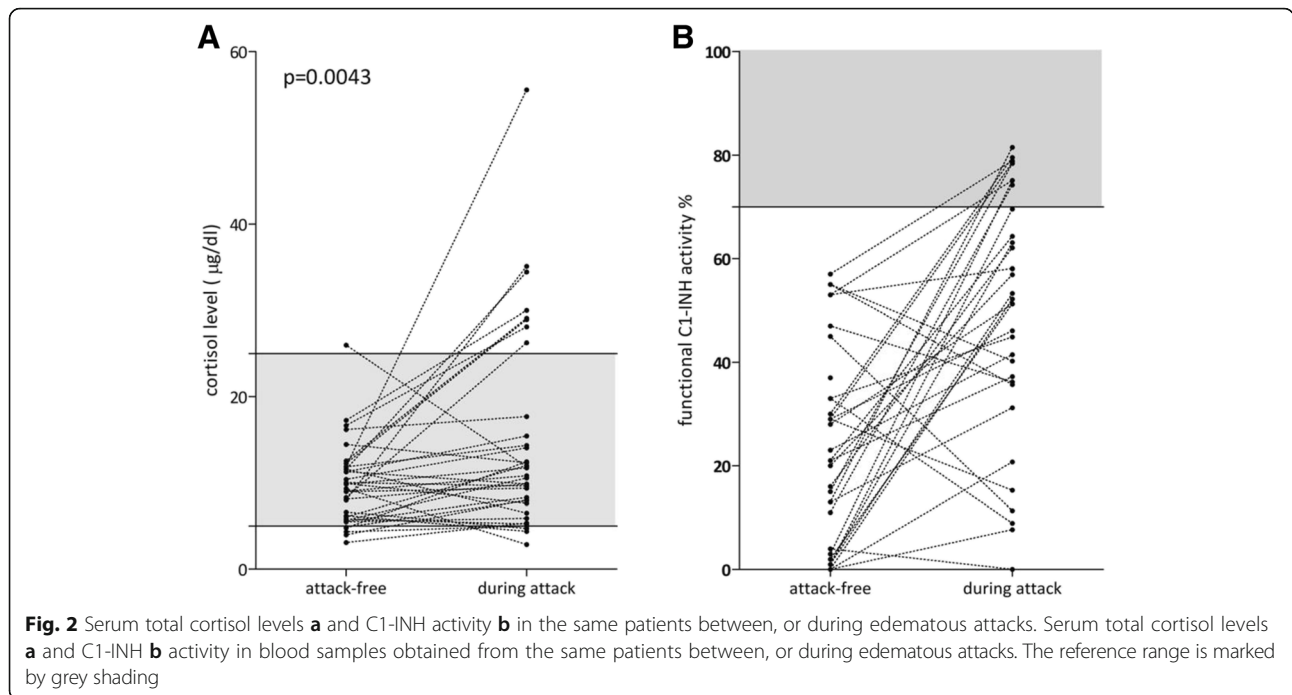 A
60
p=0.0043
40
20
0
cortisol level ( µg/dl)
attack-free
during attack
B
100
80
60
40
20
0
functional C1-INH activity %
attack-free
during attack
Fig. 2 Serum total cortisol levels a and C1-INH activity b in the same patients between, or during edematous attacks. Serum total cortisol levels
a and C1-INH b activity in blood samples obtained from the same patients between, or during edematous attacks. The reference range is marked
by grey shading